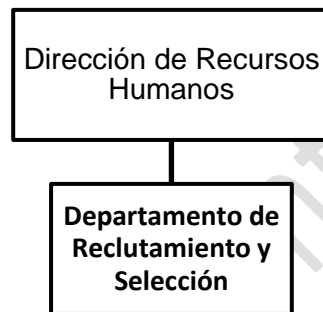 Dirección de Recursos
Humanos
Departamento de
Reclutamiento y
Selección